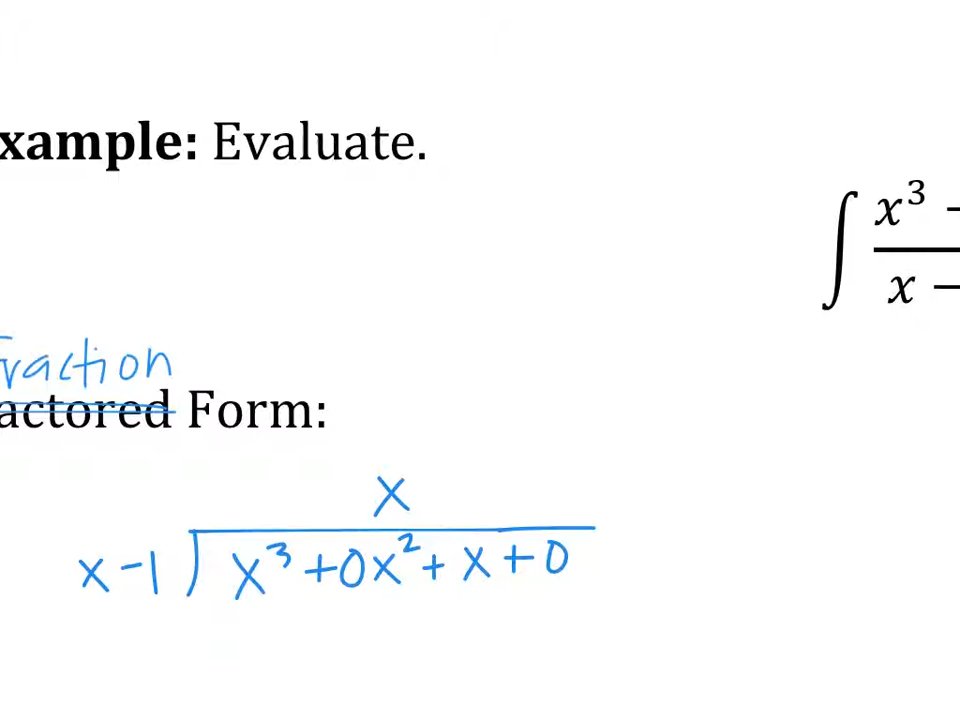 xample: Evaluate.
∫ x³ −
x −
raction
actored Form:
x
x-1 x³+0x²+x+0